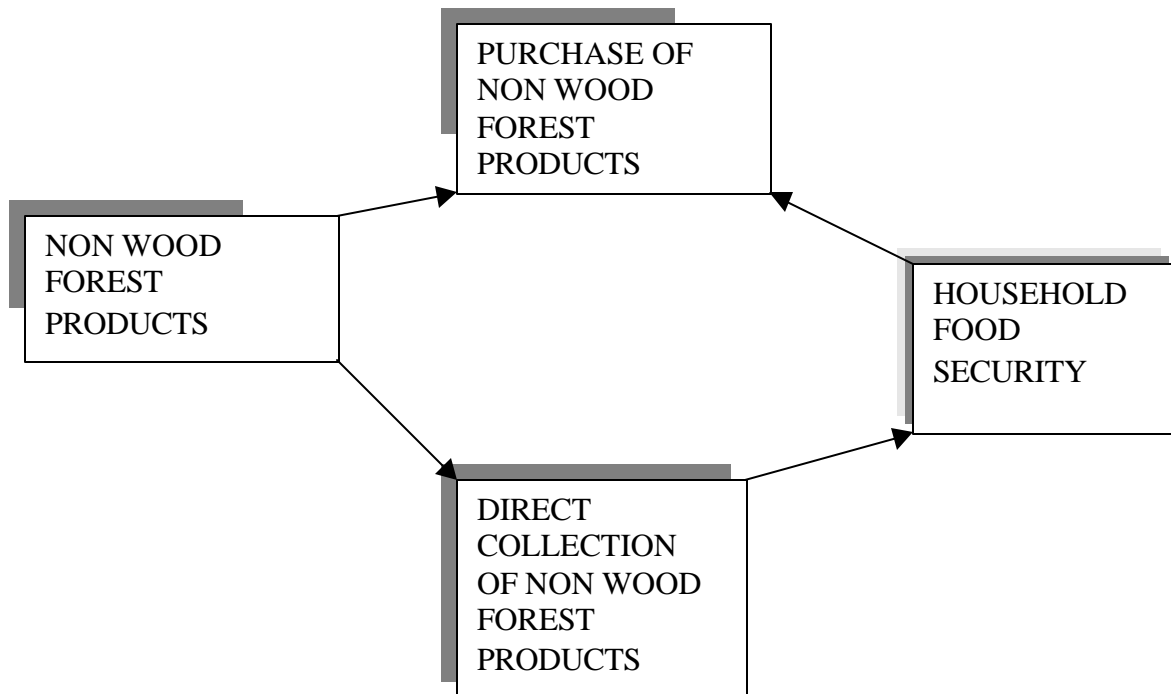 PURCHASE OF
NON WOOD
FOREST
PRODUCTS
NON WOOD
FOREST
PRODUCTS
HOUSEHOLD
FOOD
SECURITY
DIRECT
COLLECTION
OF NON WOOD
FOREST
PRODUCTS